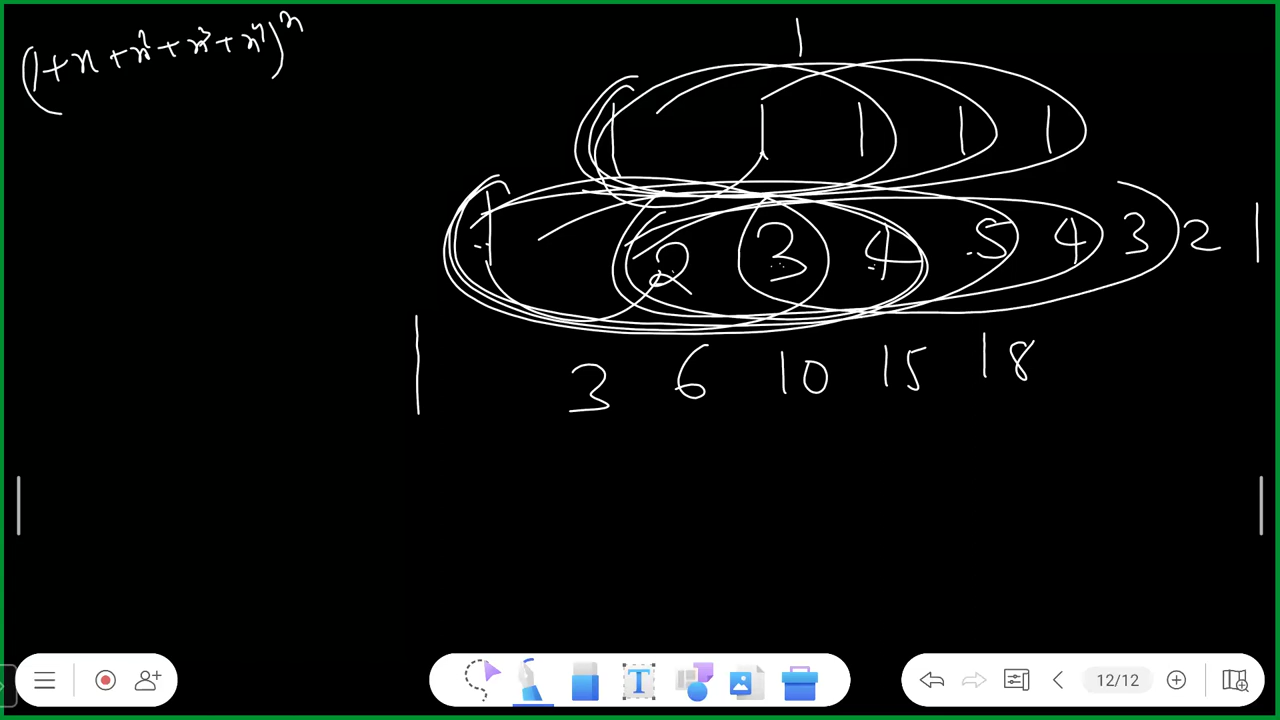 (1+x+x²+x³+x⁴)ⁿ
1
1 1 1 1 1
1 2 3 4 5 4 3 2 1
1 3 6 10 15 18
12/12